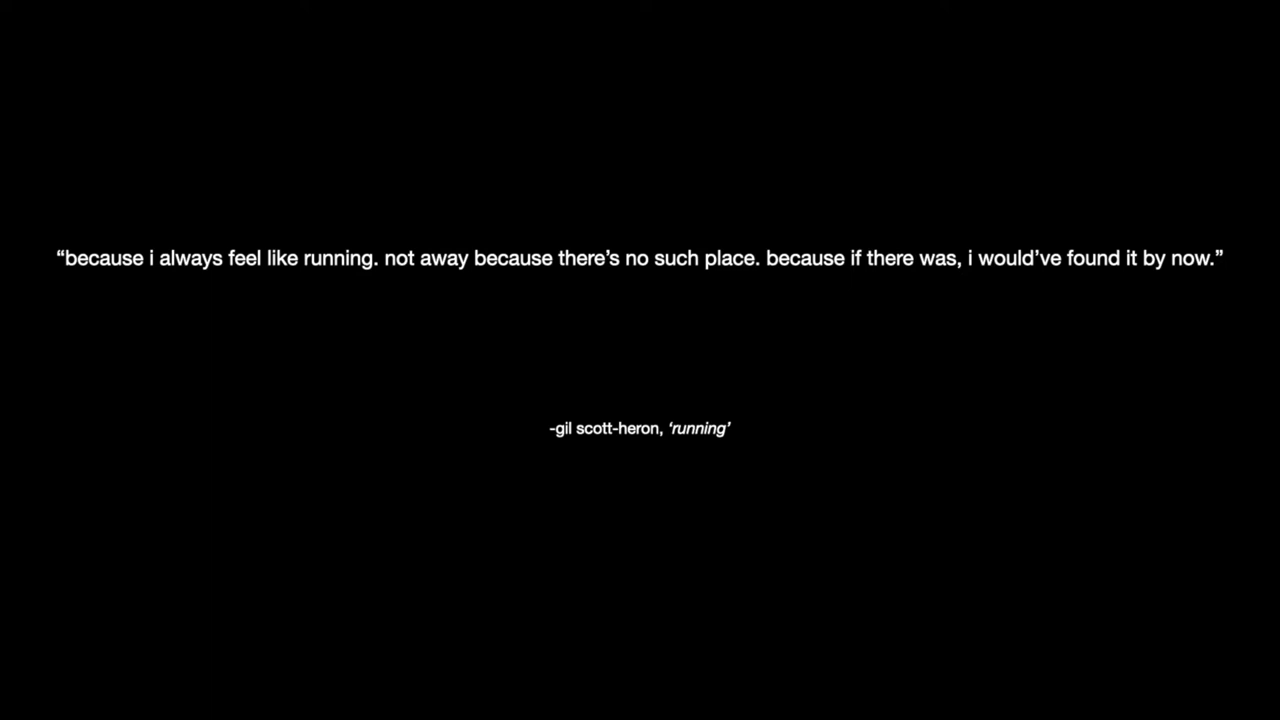 “because i always feel like running. not away because there’s no such place. because if there was, i would’ve found it by now.”
-gil scott-heron, ‘running’